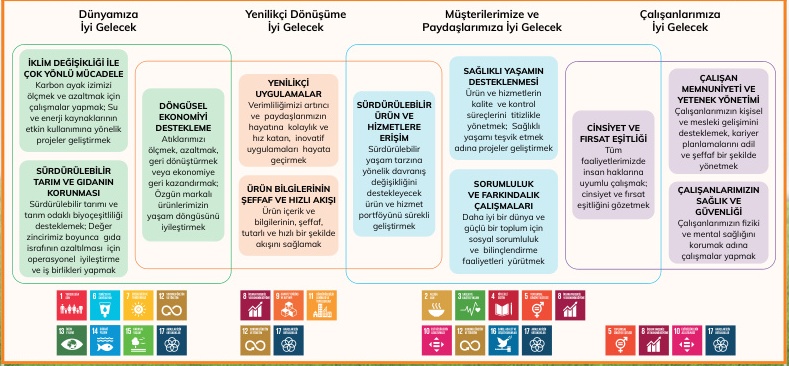 Dünyamıza
İyi Gelecek
Yenilikçi Dönüşüme
İyi Gelecek
Müşterilerimize ve
Paydaşlarımıza İyi Gelecek
Çalışanlarımıza
İyi Gelecek
İKLİM DEĞİŞİKLİĞİ İLE
ÇOK YÖNLÜ MÜCADELE
Karbon ayak izimizi
ölçmek ve azaltmak için
çalışmalar yapmak; Su
ve enerji kaynaklarının
etkin kullanımına yönelik
projeler geliştirmek
SÜRDÜRÜLEBİLİR
TARIM VE GIDANIN
KORUNMASI
Sürdürülebilir tarımı ve
tarım odaklı biyoçeşitliliği
desteklemek; Değer
zincirimiz boyunca gıda
israfının azaltılması için
operasyonel iyileştirme
ve iş birlikleri yapmak
DÖNGÜSEL
EKONOMİYİ
DESTEKLEME
Atıklarımızı
ölçmek, azaltmak,
geri dönüştürmek
veya ekonomiye
geri kazandırmak;
Özgün markalı
ürünlerimizin
yaşam döngüsünü
iyileştirmek
YENİLİKÇİ
UYGULAMALAR
Verimliliğimizi artırıcı
ve paydaşlarımızın
hayatına kolaylık ve
hız katan, inovatif
uygulamaları hayata
geçirmek
ÜRÜN BİLGİLERİNİN
ŞEFFAF VE HIZLI AKIŞI
Ürün içerik ve
bilgilerinin, şeffaf,
tutarlı ve hızlı bir şekilde
akışını sağlamak
SÜRDÜRÜLEBİLİR
ÜRÜN VE
HİZMETLERE
ERİŞİM
Sürdürülebilir
yaşam tarzına
yönelik davranış
değişikliğini
destekleyecek
ürün ve hizmet
portföyünü sürekli
geliştirmek
SAĞLIKLI YAŞAMIN
DESTEKLENMESİ
Ürün ve hizmetlerin
kalite ve kontrol
süreçlerini titizlikle
yönetmek; Sağlıklı
yaşamı teşvik etmek
adına projeler geliştirmek
SORUMLULUK
VE FARKINDALIK
ÇALIŞMALARI
Daha iyi bir dünya ve
güçlü bir toplum için
sosyal sorumluluk
ve bilinçlendirme
faaliyetleri yürütmek
CİNSİYET VE
FIRSAT EŞİTLİĞİ
Tüm
faaliyetlerimizde
insan haklarına
uyumlu çalışmak;
cinsiyet ve fırsat
eşitliğini gözetmek
ÇALIŞAN
MEMNUNİYETİ VE
YETENEK YÖNETİMİ
Çalışanlarımızın kişisel
ve mesleki gelişimini
desteklemek, kariyer
planlamalarını adil
ve şeffaf bir şekilde
yönetmek
ÇALIŞANLARIMIZIN
SAĞLIK VE
GÜVENLİĞİ
Çalışanlarımızın fiziki
ve mental sağlığını
korumak adına
çalışmalar yapmak
1 6 7 12
13 14 15 17
8 9 11
12 17
2 3 4 5 8
10 12 16 17
5 8 10 17